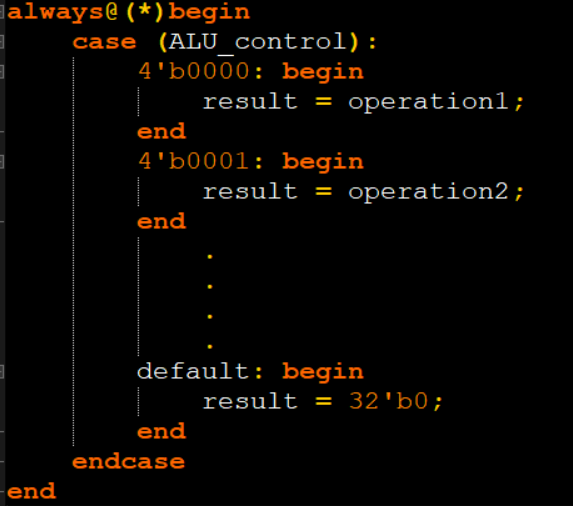 always@(*)begin
case (ALU_control):
4'b0000: begin
result = operation1;
end
4'b0001: begin
result = operation2;
end
.
.
.
.
default: begin
result = 32'b0;
end
endcase
end